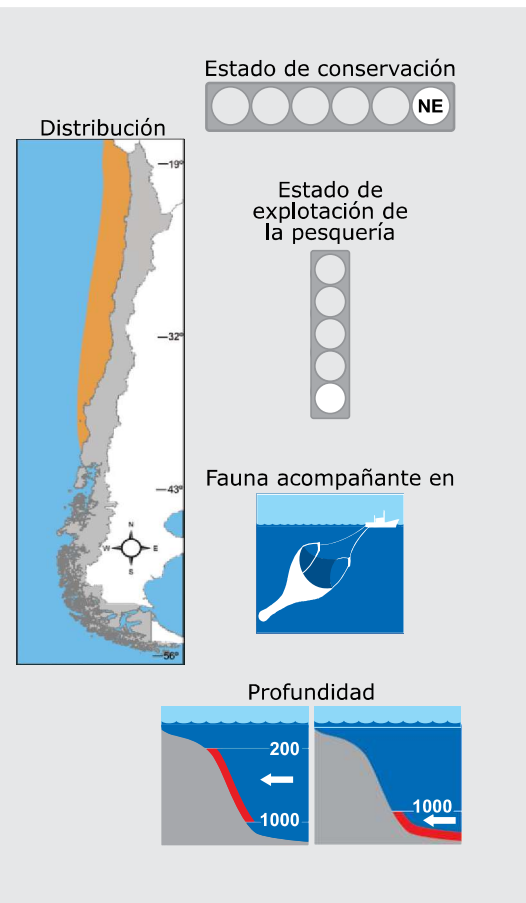 Estado de conservación
NE
Distribución
19°
32°
43°
56°
N
W
E
S
Estado de
explotación de
la pesquería
Fauna acompañante en
Profundidad
200
1000
1000